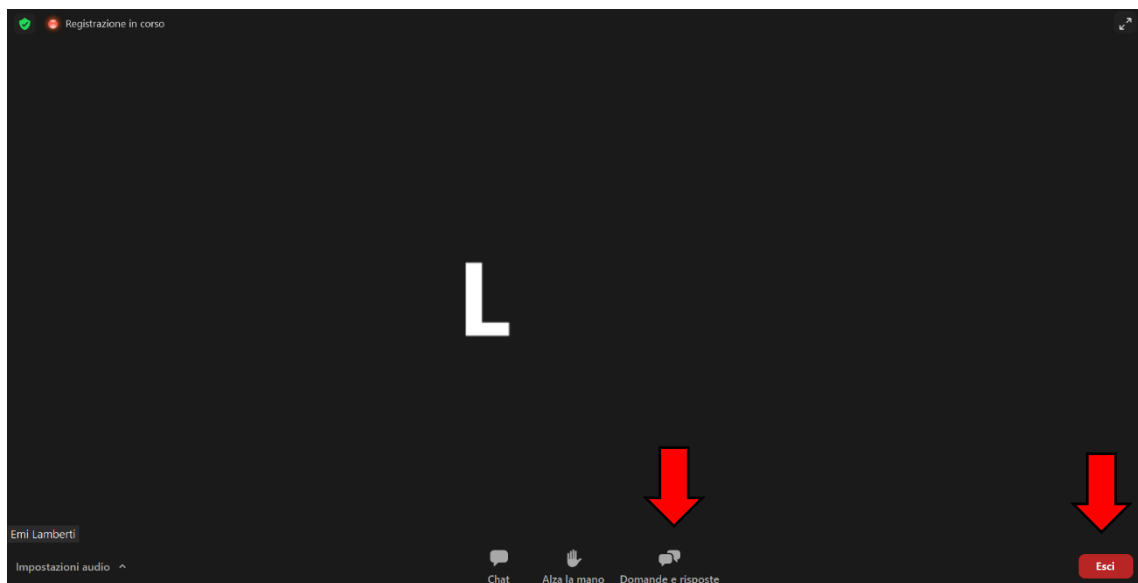 Registrazione in corso
L
Emi Lamberti
Impostazioni audio
Chat
Alza la mano
Domande e risposte
Esci